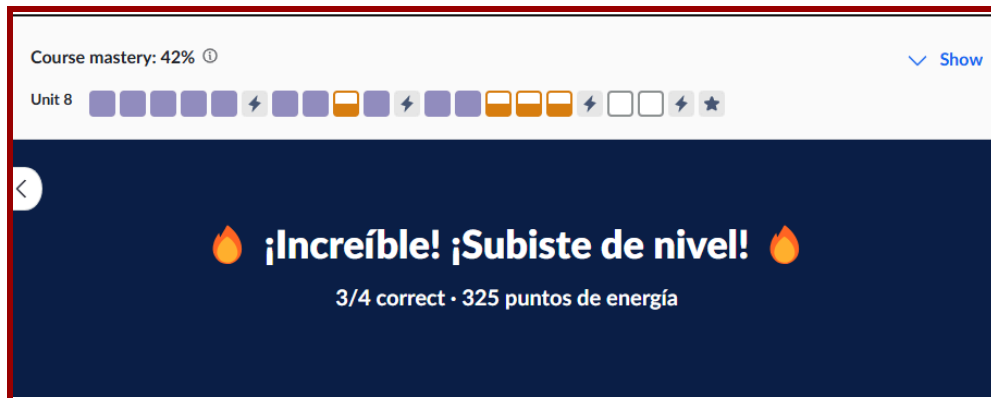 Course mastery: 42%
Show
Unit 8
¡Increíble! ¡Subiste de nivel!
3/4 correct · 325 puntos de energía